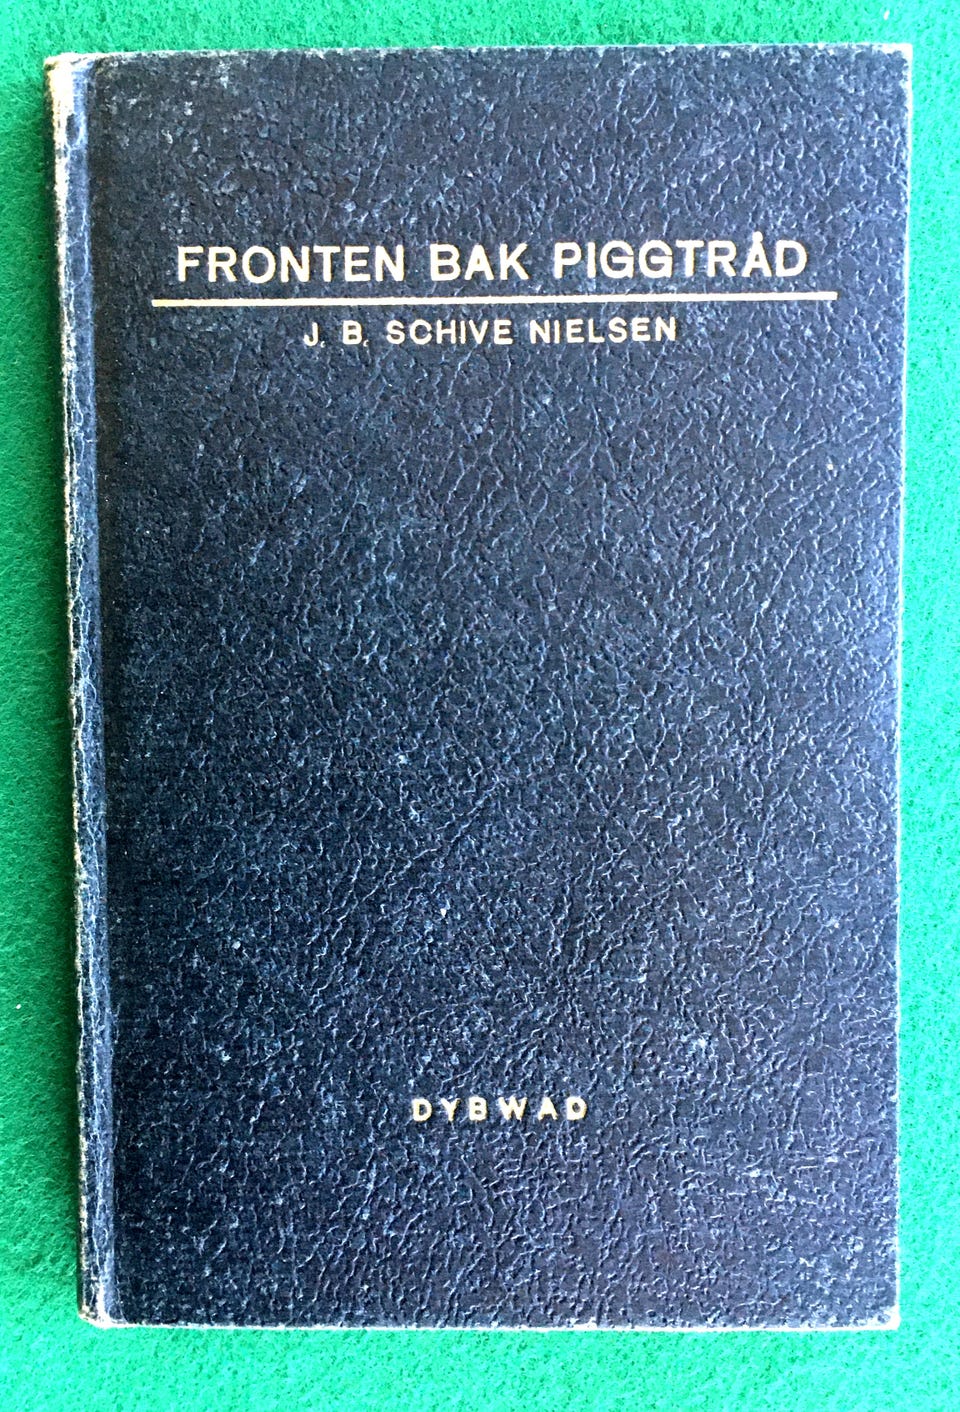 FRONTEN BAK PIGGTRÅD
J. B. SCHIVE NIELSEN
DYBWAD